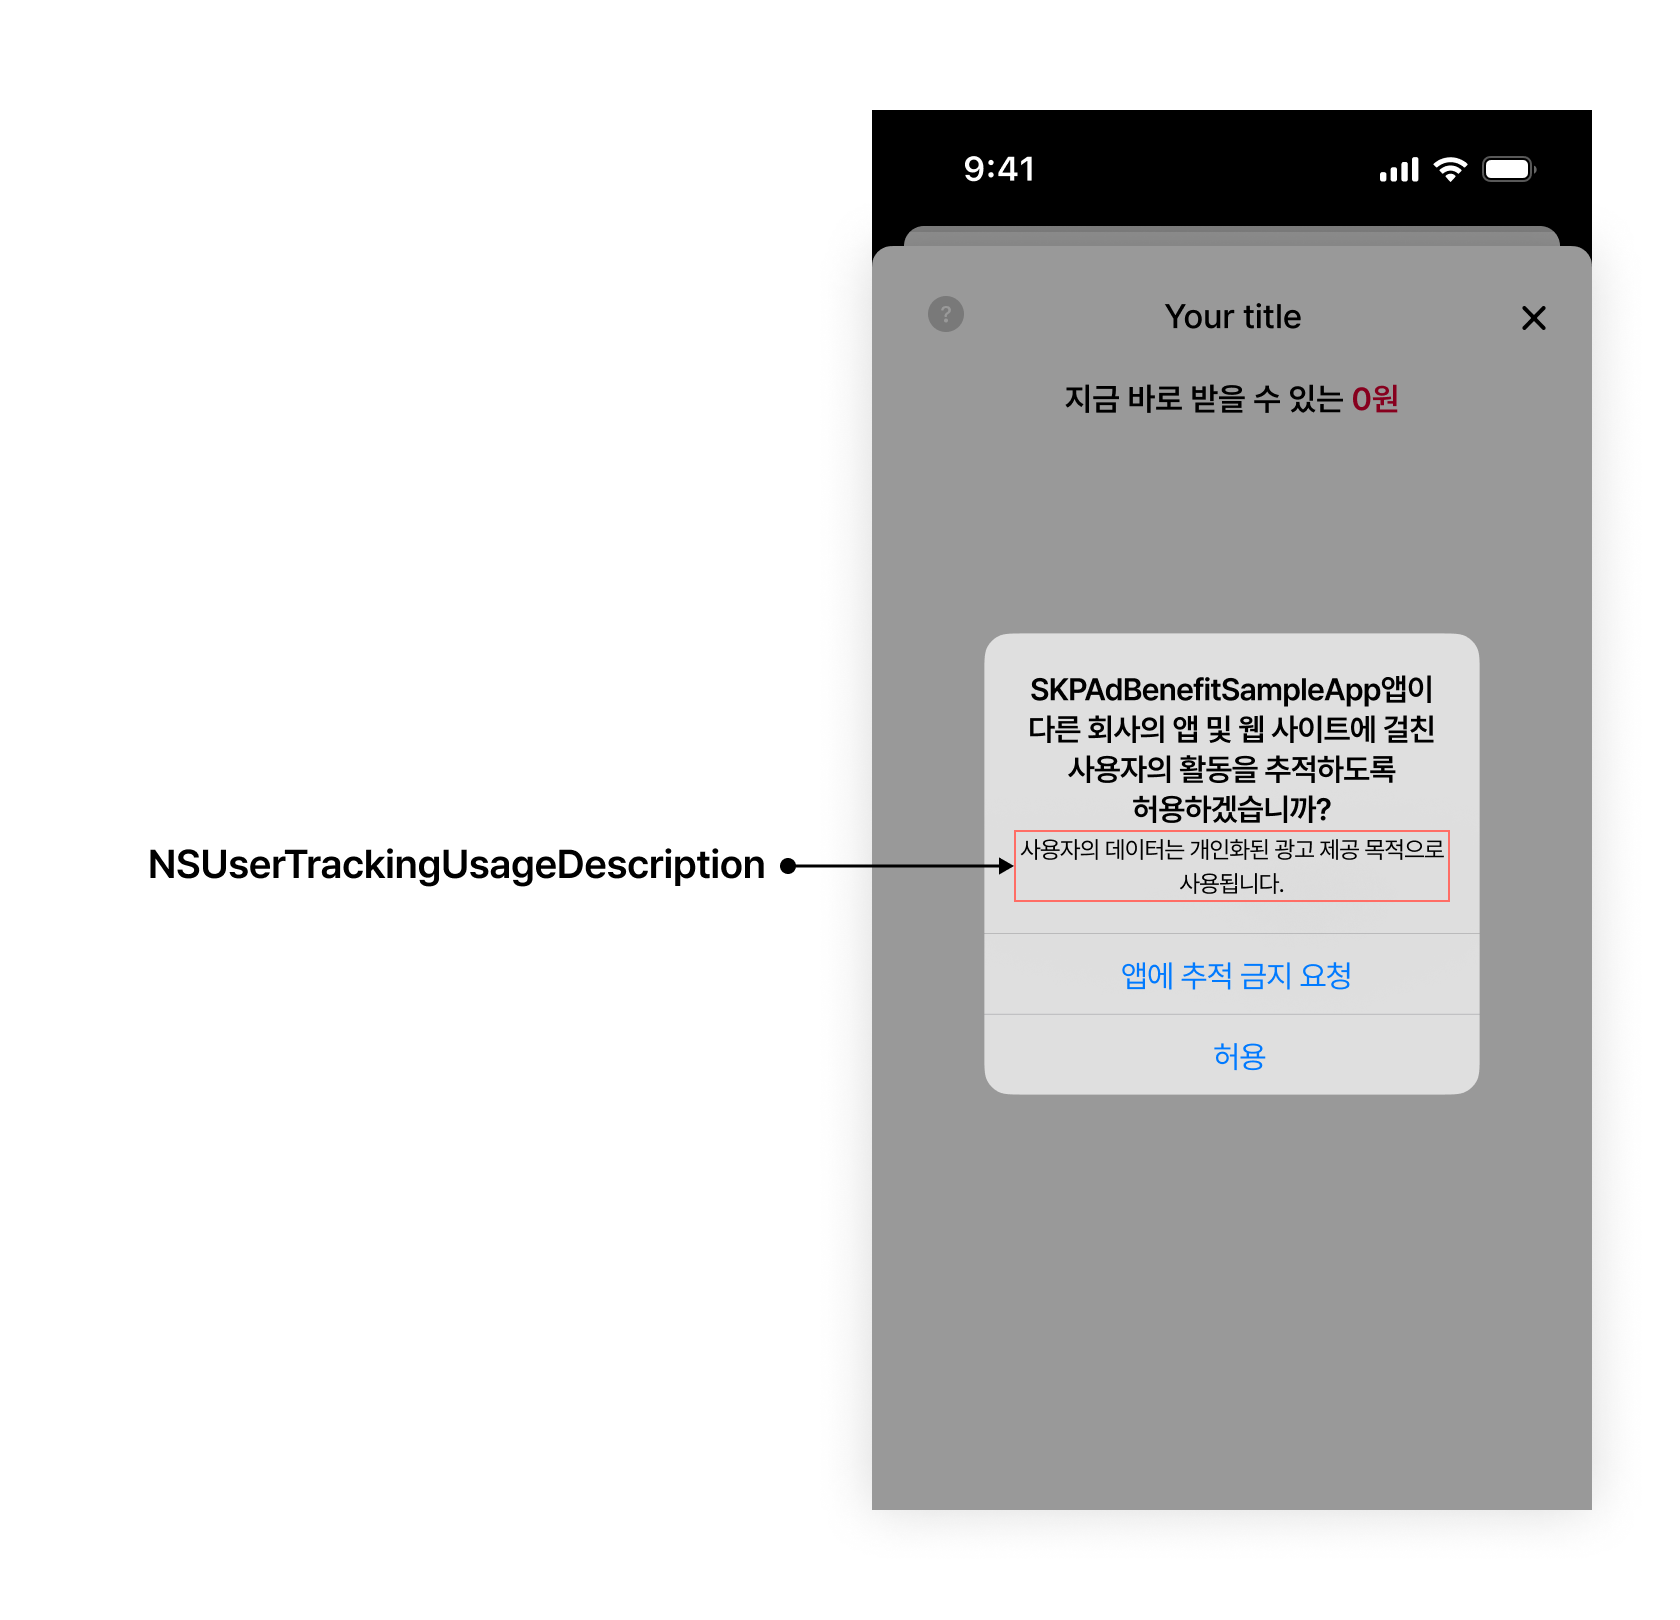 9:41
?
Your title
지금 바로 받을 수 있는 0원
SKPAdBenefitSampleApp앱이
다른 회사의 앱 및 웹 사이트에 걸친
사용자의 활동을 추적하도록
허용하겠습니까?
NSUserTrackingUsageDescription
사용자의 데이터는 개인화된 광고 제공 목적으로
사용됩니다.
앱에 추적 금지 요청
허용